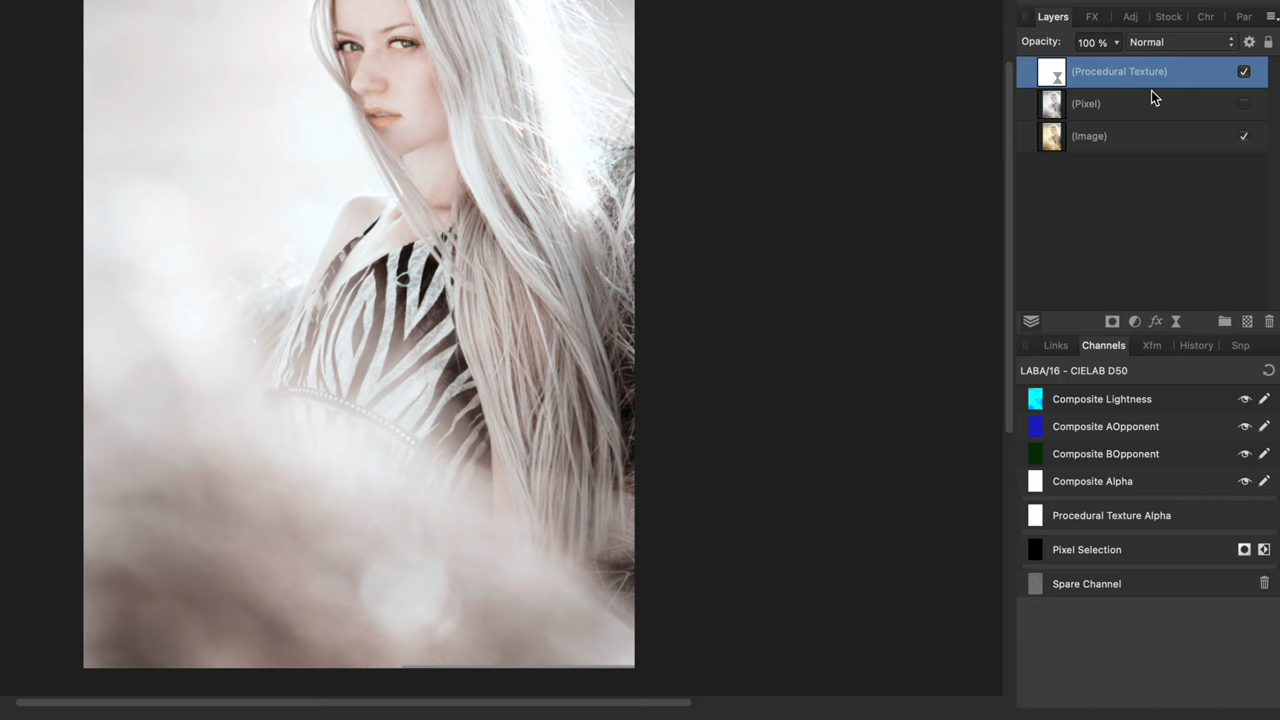 Layers FX Adj Stock Chr Par
Opacity: 100 % Normal
(Procedural Texture)
(Pixel)
(Image)
fx
Links Channels Xfm History Snp
LABA/16 - CIELAB D50
Composite Lightness
Composite AOpponent
Composite BOpponent
Composite Alpha
Procedural Texture Alpha
Pixel Selection
Spare Channel